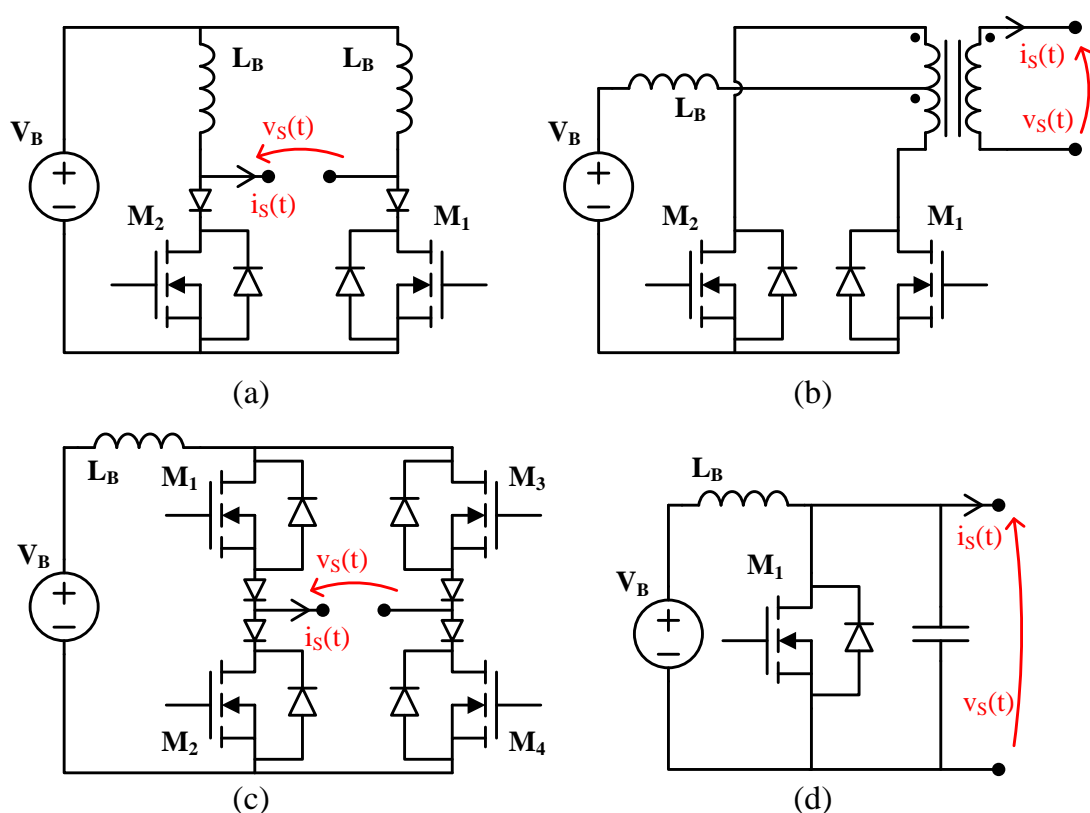 L_B L_B
V_B
v_S(t)
i_S(t)
M_2 M_1
(a)
V_B
L_B
i_S(t)
v_S(t)
M_2 M_1
(b)
L_B
M_1 M_3
V_B
v_S(t)
i_S(t)
M_2 M_4
(c)
L_B
i_S(t)
M_1
V_B
v_S(t)
(d)